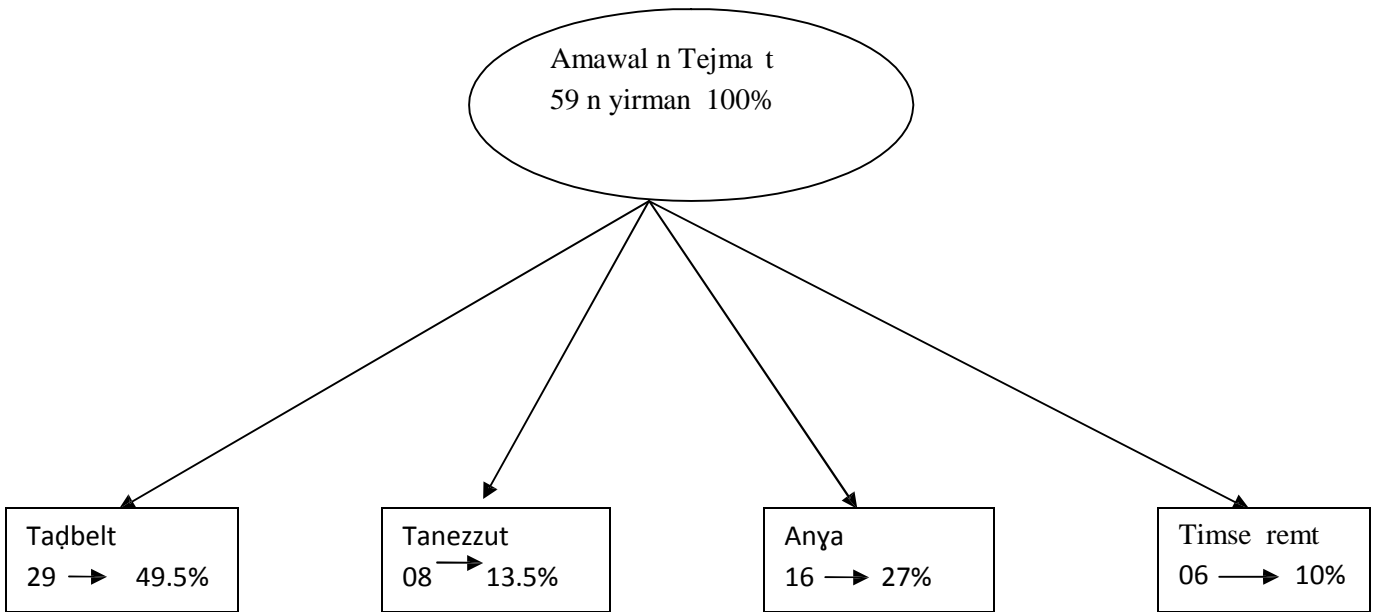 Amawal n Tejma t
59 n yirman 100%
Taḍbelt
29 → 49.5%
Tanezzut
08 → 13.5%
Anɣa
16 → 27%
Timse remt
06 → 10%